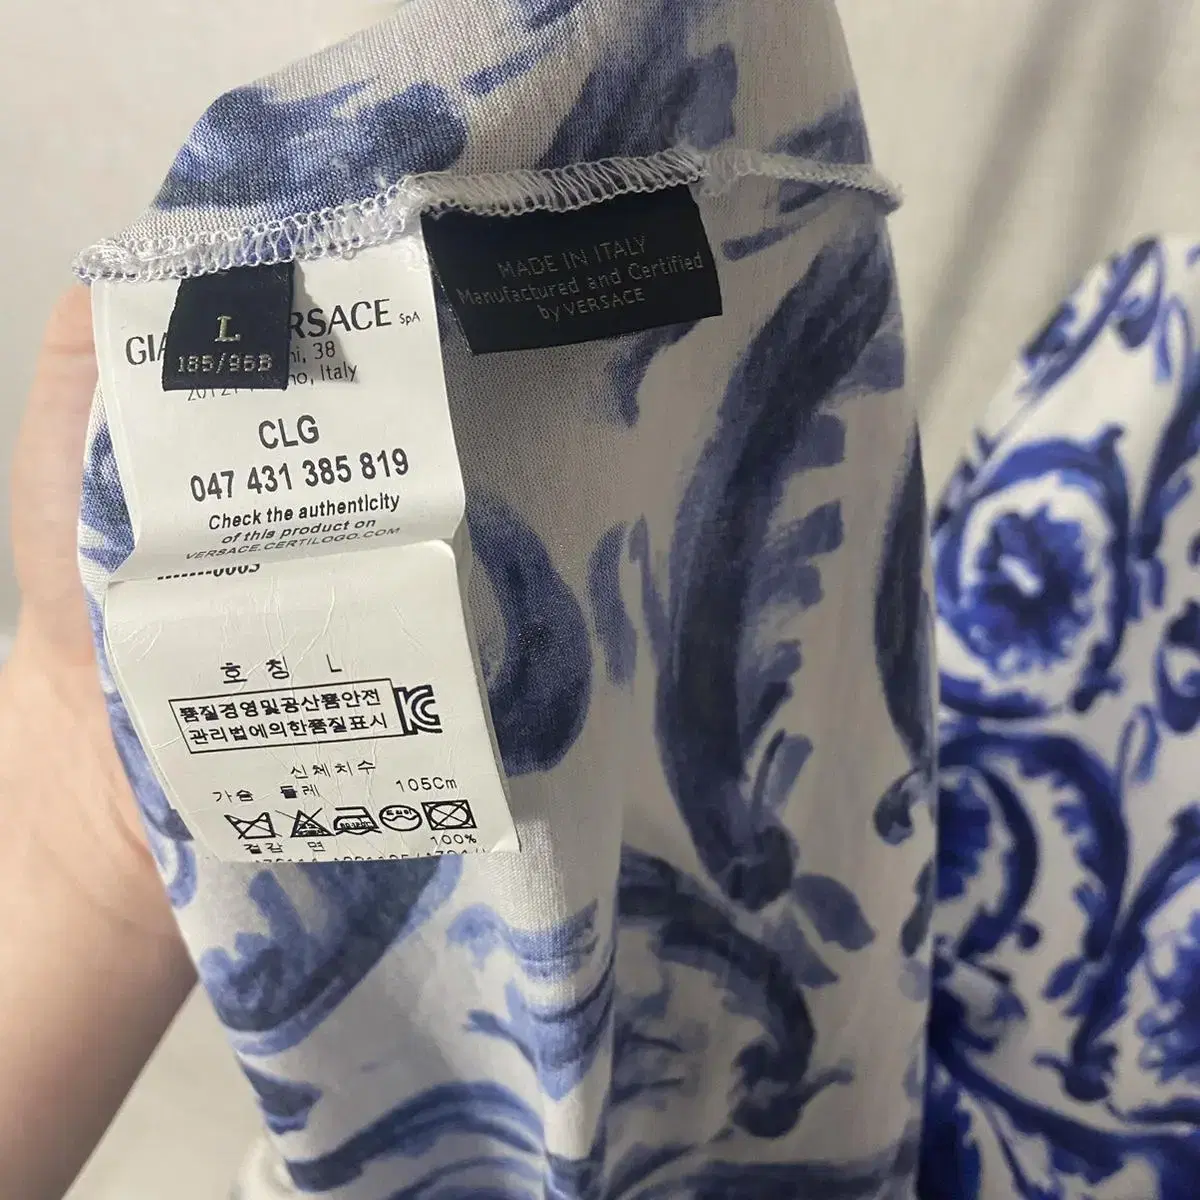 MADE IN ITALY
Manufactured and Certified
by VERSACE
L
185/96B
GIA RSACE SpA
ni, 38
no, Italy
CLG
047 431 385 819
Check the authenticity
of this product on
VERSACE.CERTILOGO.COM
호 칭 L
품질경영및공산품안전
관리법에의한품질표시
신체치수
가슴 둘레 105Cm
겉감 면 100%